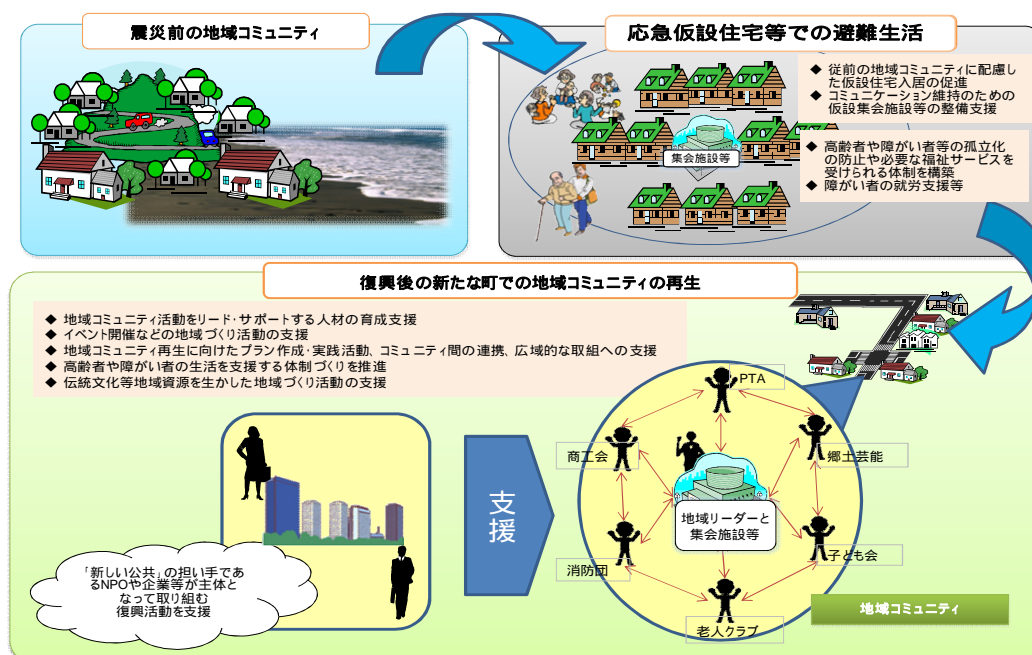 震災前の地域コミュニティ
応急仮設住宅等での避難生活
◆ 従前の地域コミュニティに配慮し
た仮設住宅入居の促進
◆ コミュニケーション維持のための
仮設集会施設等の整備支援
◆ 高齢者や障がい者等の孤立化
の防止や必要な福祉サービスを
受けられる体制を構築
◆ 障がい者の就労支援等
集会施設等
復興後の新たな町での地域コミュニティの再生
◆ 地域コミュニティ活動をリード・サポートする人材の育成支援
◆ イベント開催などの地域づくり活動の支援
◆ 地域コミュニティ再生に向けたプラン作成・実践活動、コミュニティ間の連携、広域的な取組への支援
◆ 高齢者や障がい者の生活を支援する体制づくりを推進
◆ 伝統文化等地域資源を生かした地域づくり活動の支援
「新しい公共」の担い手であ
るNPOや企業等が主体と
なって取り組む
復興活動を支援
支援
PTA
商工会
郷土芸能
地域リーダーと
集会施設等
消防団
子ども会
老人クラブ
地域コミュニティ